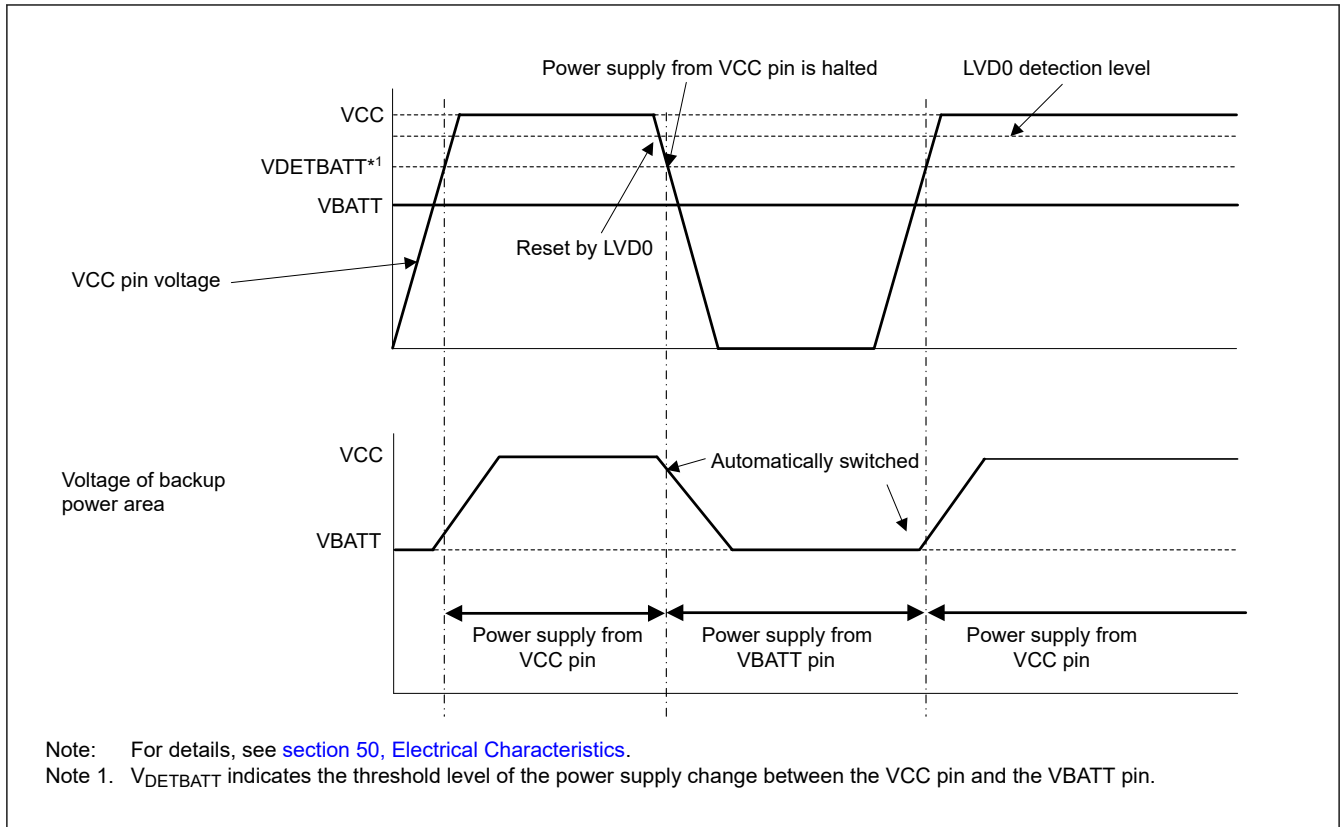 Power supply from VCC pin is halted
LVD0 detection level
VCC
VDETBATT*1
VBATT
Reset by LVD0
VCC pin voltage
VCC
Voltage of backup
power area
Automatically switched
VBATT
Power supply from
VCC pin
Power supply from
VBATT pin
Power supply from
VCC pin
Note: For details, see section 50, Electrical Characteristics.
Note 1. VDETBATT indicates the threshold level of the power supply change between the VCC pin and the VBATT pin.